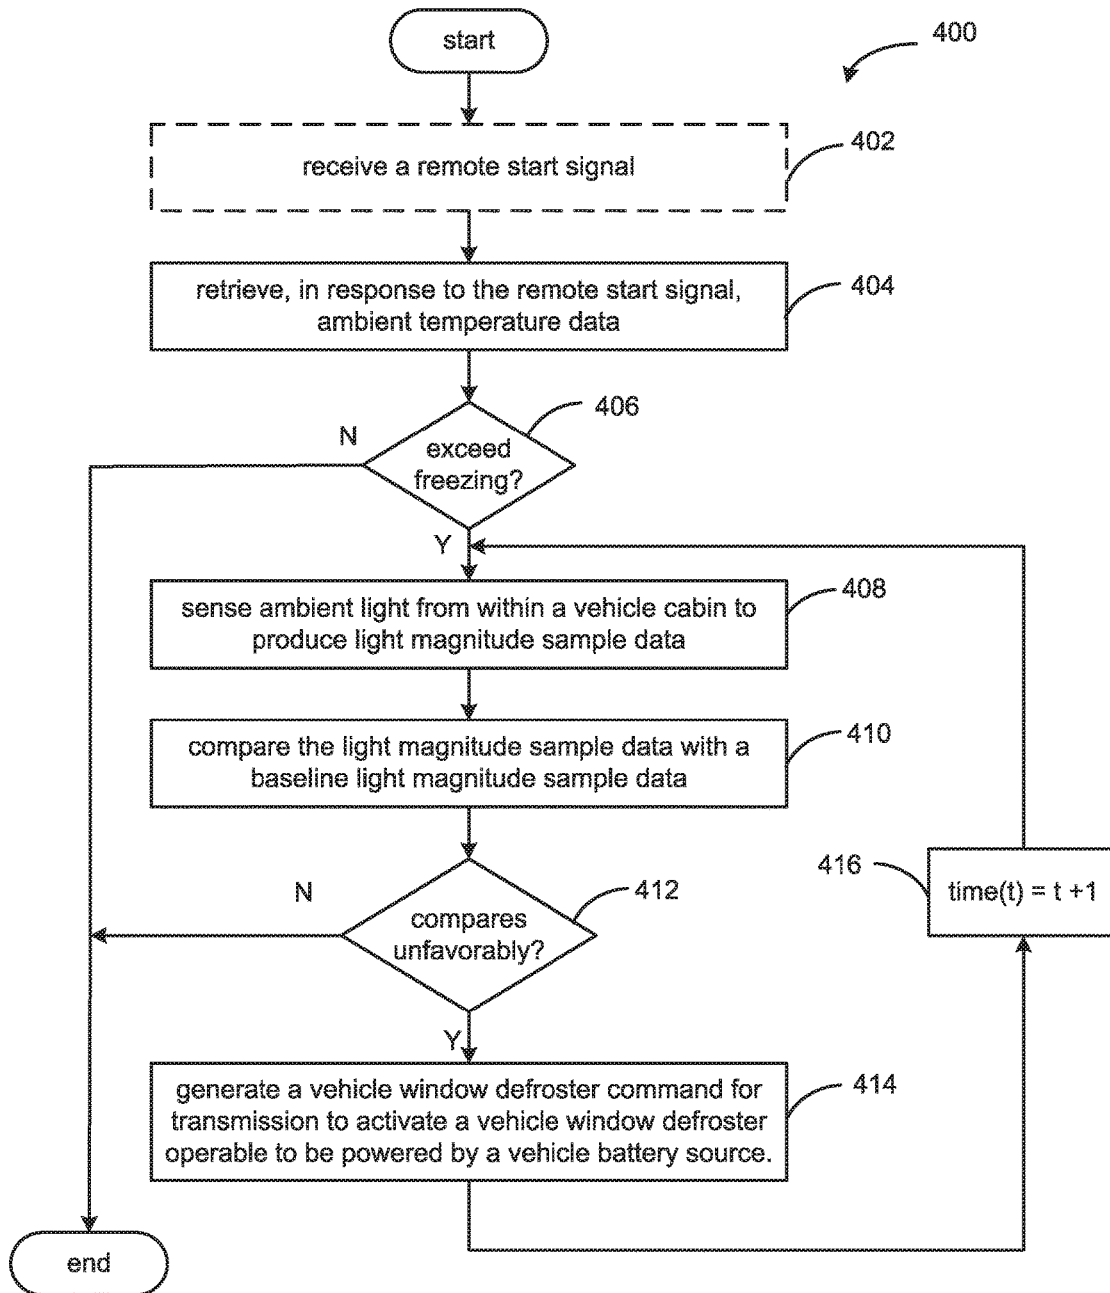 start
400
receive a remote start signal
402
retrieve, in response to the remote start signal,
ambient temperature data
404
406
N
exceed
freezing?
Y
sense ambient light from within a vehicle cabin to
produce light magnitude sample data
408
compare the light magnitude sample data with a
baseline light magnitude sample data
410
N
412
compares
unfavorably?
416
time(t) = t +1
Y
generate a vehicle window defroster command for
transmission to activate a vehicle window defroster
operable to be powered by a vehicle battery source.
414
end